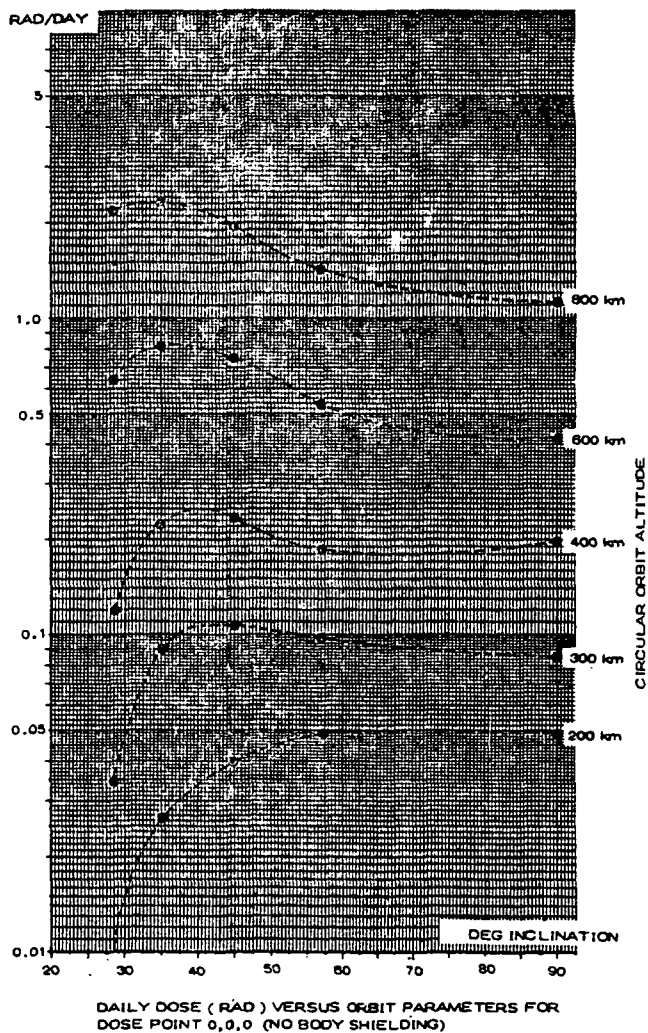 RAD/DAY
5
1.0
0.5
0.1
0.05
0.01
800 km
600 km
400 km
300 km
200 km
CIRCULAR ORBIT ALTITUDE
DEG INCLINATION
20 30 40 50 60 70 80 90
DAILY DOSE (RAD) VERSUS ORBIT PARAMETERS FOR
DOSE POINT 0,0,0 (NO BODY SHIELDING)